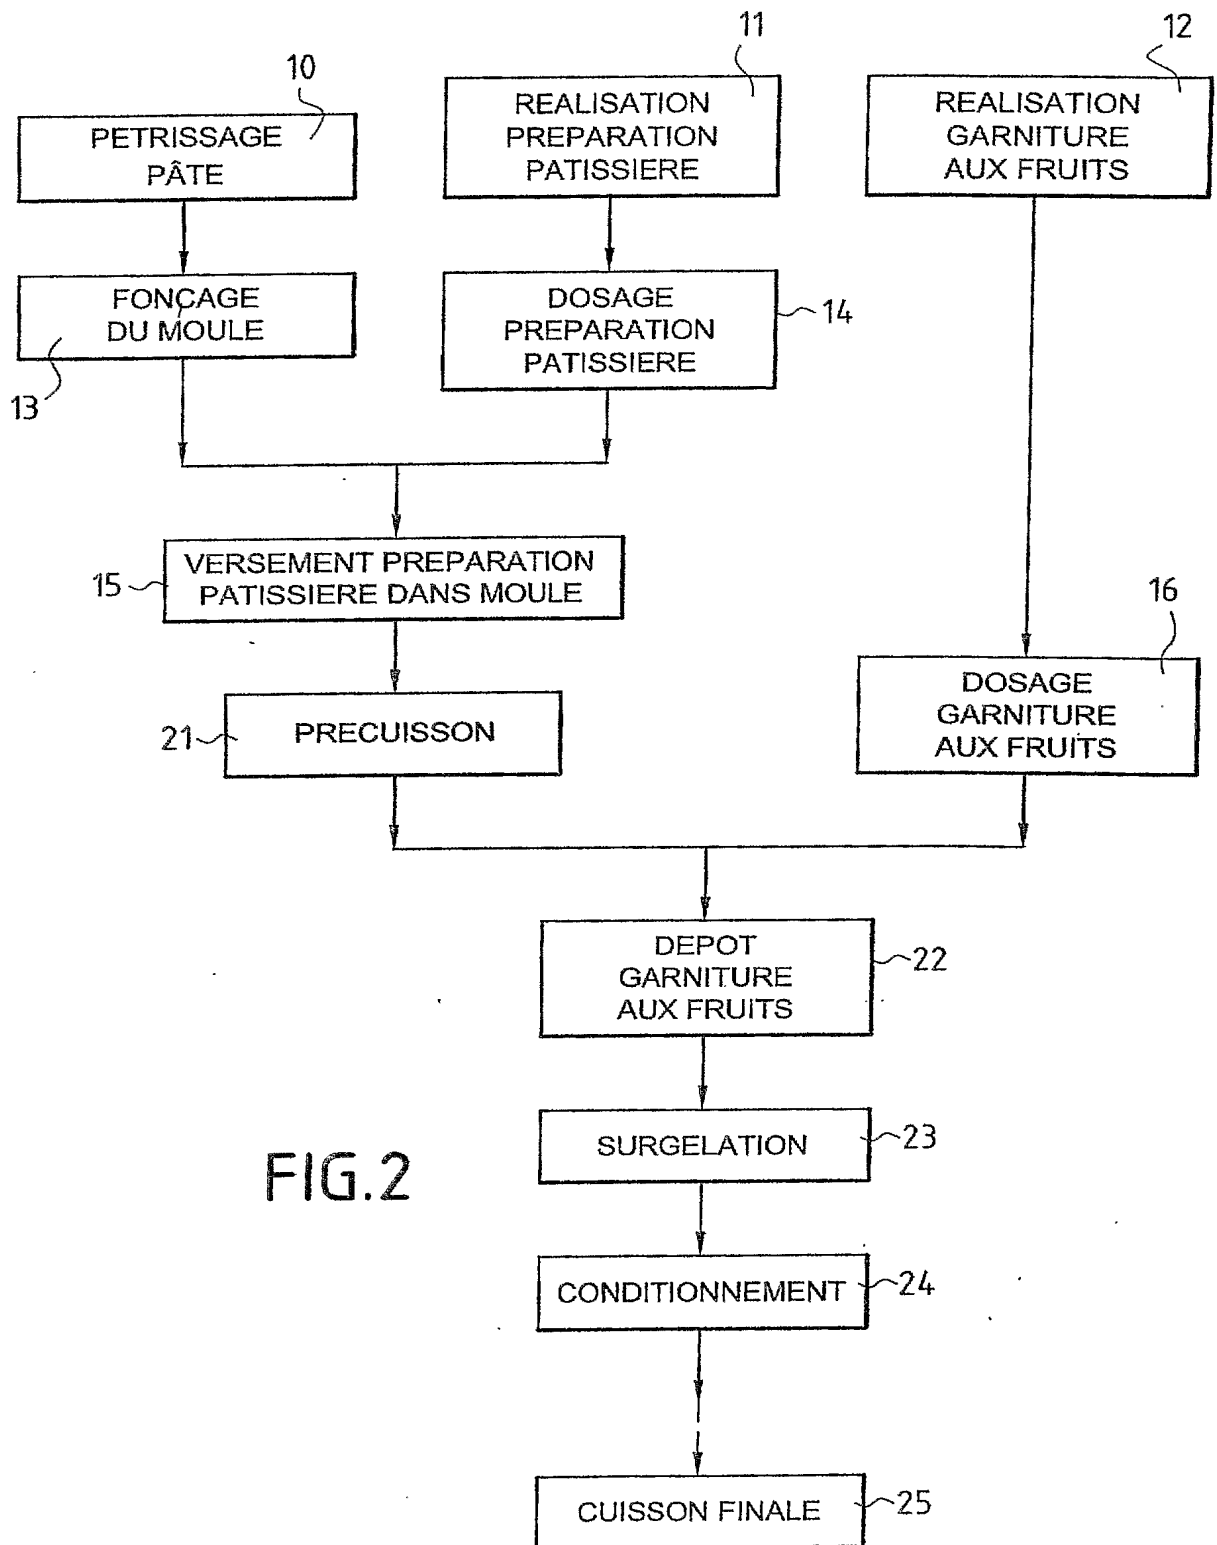 10
PETRISSAGE
PÂTE
11
REALISATION
PREPARATION
PATISSIERE
12
REALISATION
GARNITURE
AUX FRUITS
FONÇAGE
DU MOULE
13
DOSAGE
PREPARATION
PATISSIERE
14
15
VERSEMENT PREPARATION
PATISSIERE DANS MOULE
16
DOSAGE
GARNITURE
AUX FRUITS
21
PRECUISSON
DEPOT
GARNITURE
AUX FRUITS
22
SURGELATION
23
FIG.2
CONDITIONNEMENT
24
CUISSON FINALE
25